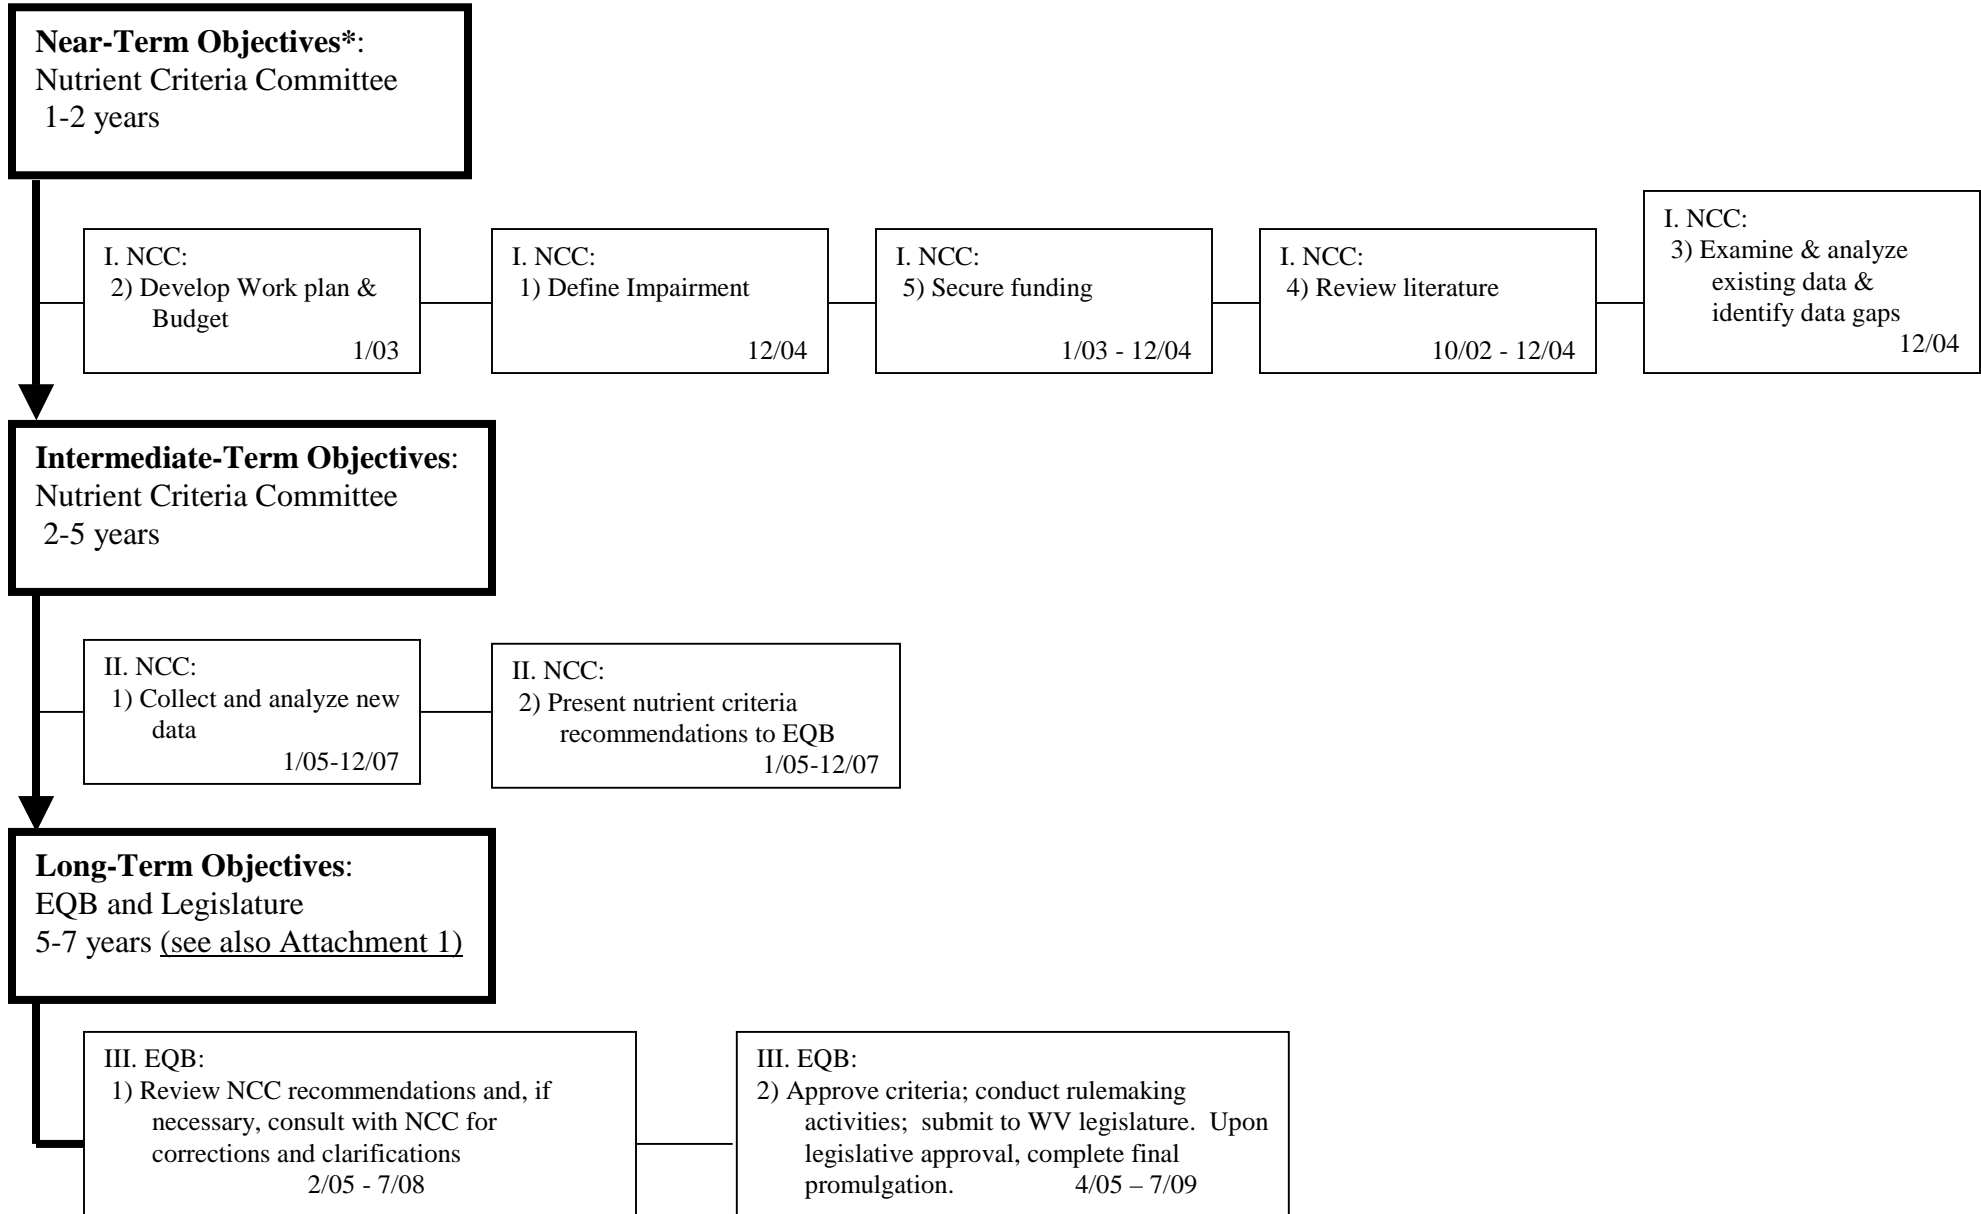 Near-Term Objectives*:
Nutrient Criteria Committee
1-2 years
I. NCC:
2) Develop Work plan &
Budget
1/03
I. NCC:
1) Define Impairment
12/04
I. NCC:
5) Secure funding
1/03 - 12/04
I. NCC:
4) Review literature
10/02 - 12/04
I. NCC:
3) Examine & analyze
existing data &
identify data gaps
12/04
Intermediate-Term Objectives:
Nutrient Criteria Committee
2-5 years
II. NCC:
1) Collect and analyze new
data
1/05-12/07
II. NCC:
2) Present nutrient criteria
recommendations to EQB
1/05-12/07
Long-Term Objectives:
EQB and Legislature
5-7 years (see also Attachment 1)
III. EQB:
1) Review NCC recommendations and, if
necessary, consult with NCC for
corrections and clarifications
2/05 - 7/08
III. EQB:
2) Approve criteria; conduct rulemaking
activities;  submit to WV legislature.  Upon
legislative approval, complete final
promulgation. 4/05 – 7/09